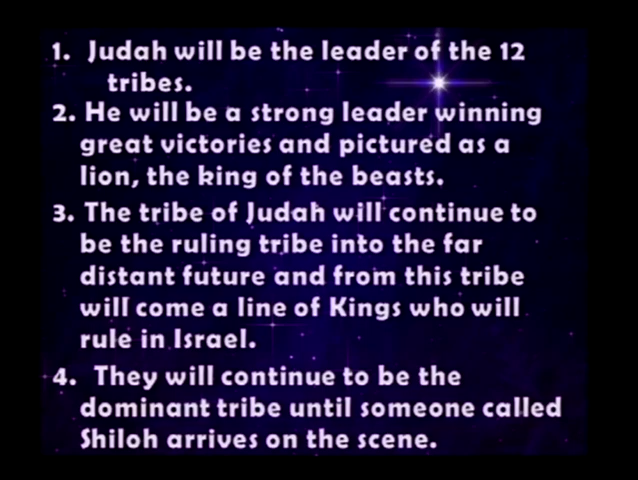 1. Judah will be the leader of the 12
tribes.
2. He will be a strong leader winning
great victories and pictured as a
lion, the king of the beasts.
3. The tribe of Judah will continue to
be the ruling tribe into the far
distant future and from this tribe
will come a line of Kings who will
rule in Israel.
4. They will continue to be the
dominant tribe until someone called
Shiloh arrives on the scene.